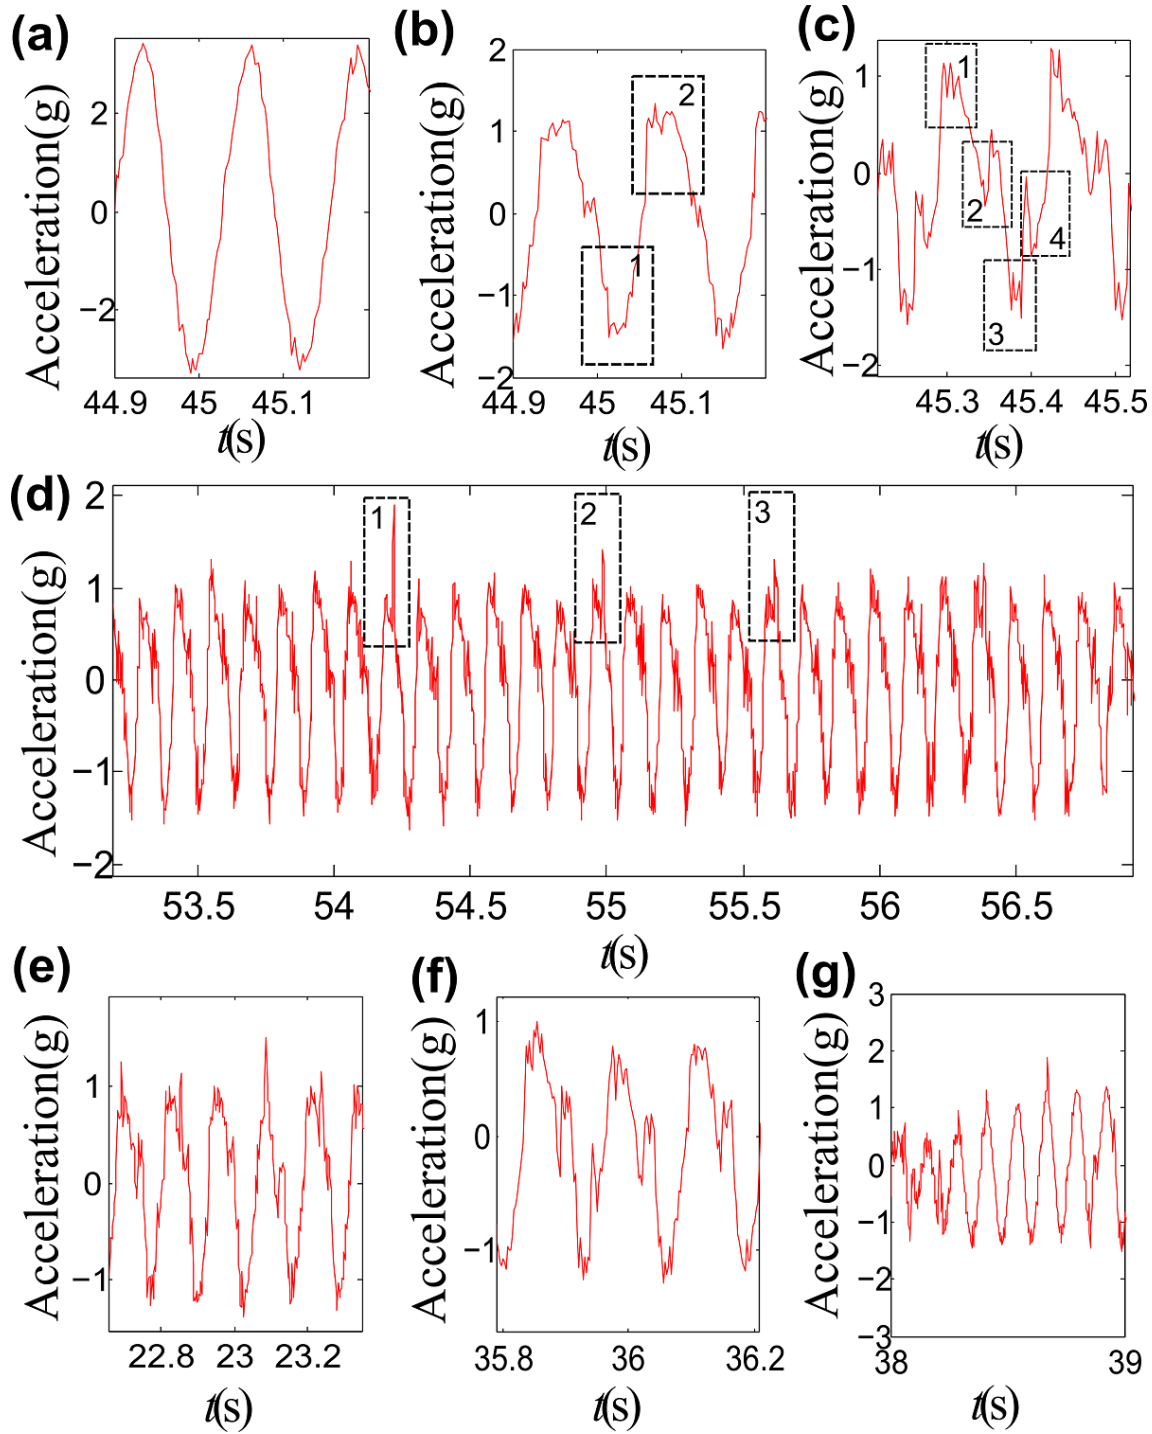 (a)
Acceleration(g)
2
0
−2
44.9 45 45.1
t(s)
(b)
Acceleration(g)
2
1
0
−1
−2
1
2
44.9 45 45.1
t(s)
(c)
Acceleration(g)
1
0
−1
−2
1
2
3
4
45.3 45.4 45.5
t(s)
(d)
Acceleration(g)
2
1
0
−1
−2
1 2 3
53.5 54 54.5 55 55.5 56 56.5
t(s)
(e)
Acceleration(g)
1
0
−1
22.8 23 23.2
t(s)
(f)
Acceleration(g)
1
0
−1
35.8 36 36.2
t(s)
(g)
Acceleration(g)
3
2
1
0
−1
−2
−3
38 39
t(s)